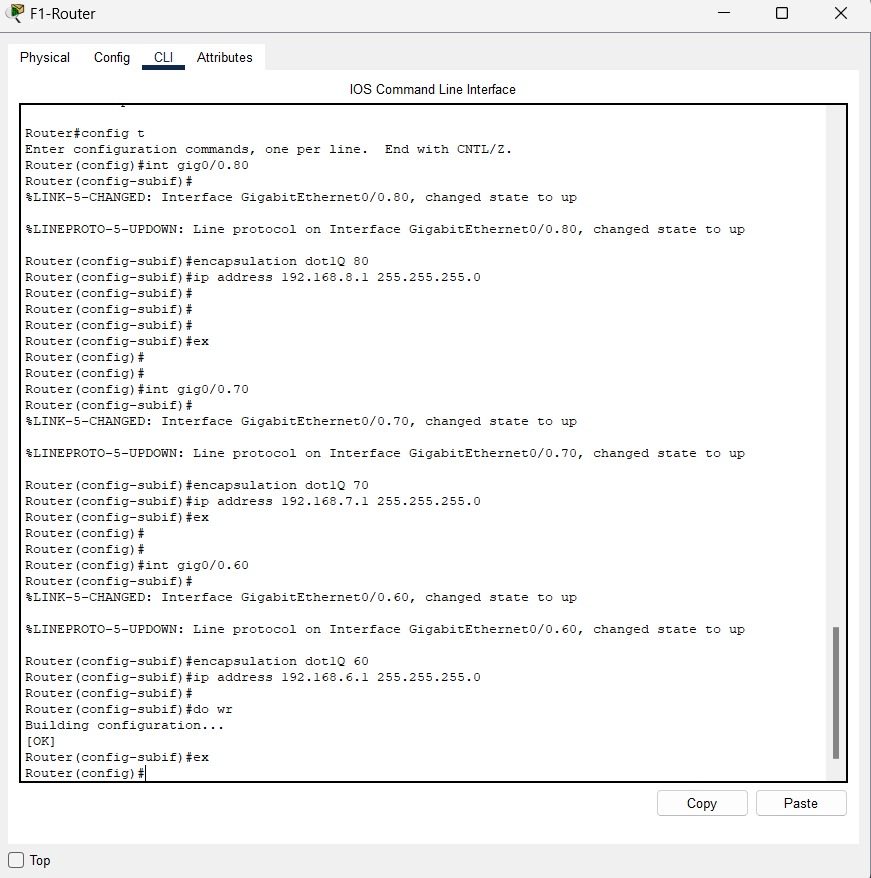 F1-Router
Physical Config CLI Attributes
IOS Command Line Interface
Router#config t
Enter configuration commands, one per line.  End with CNTL/Z.
Router(config)#int gig0/0.80
Router(config-subif)#
%LINK-5-CHANGED: Interface GigabitEthernet0/0.80, changed state to up
%LINEPROTO-5-UPDOWN: Line protocol on Interface GigabitEthernet0/0.80, changed state to up
Router(config-subif)#encapsulation dot1Q 80
Router(config-subif)#ip address 192.168.8.1 255.255.255.0
Router(config-subif)#
Router(config-subif)#
Router(config-subif)#
Router(config-subif)#ex
Router(config)#
Router(config)#
Router(config)#int gig0/0.70
Router(config-subif)#
%LINK-5-CHANGED: Interface GigabitEthernet0/0.70, changed state to up
%LINEPROTO-5-UPDOWN: Line protocol on Interface GigabitEthernet0/0.70, changed state to up
Router(config-subif)#encapsulation dot1Q 70
Router(config-subif)#ip address 192.168.7.1 255.255.255.0
Router(config-subif)#ex
Router(config)#
Router(config)#
Router(config)#int gig0/0.60
Router(config-subif)#
%LINK-5-CHANGED: Interface GigabitEthernet0/0.60, changed state to up
%LINEPROTO-5-UPDOWN: Line protocol on Interface GigabitEthernet0/0.60, changed state to up
Router(config-subif)#encapsulation dot1Q 60
Router(config-subif)#ip address 192.168.6.1 255.255.255.0
Router(config-subif)#
Router(config-subif)#do wr
Building configuration...
[OK]
Router(config-subif)#ex
Router(config)#
Copy Paste
Top